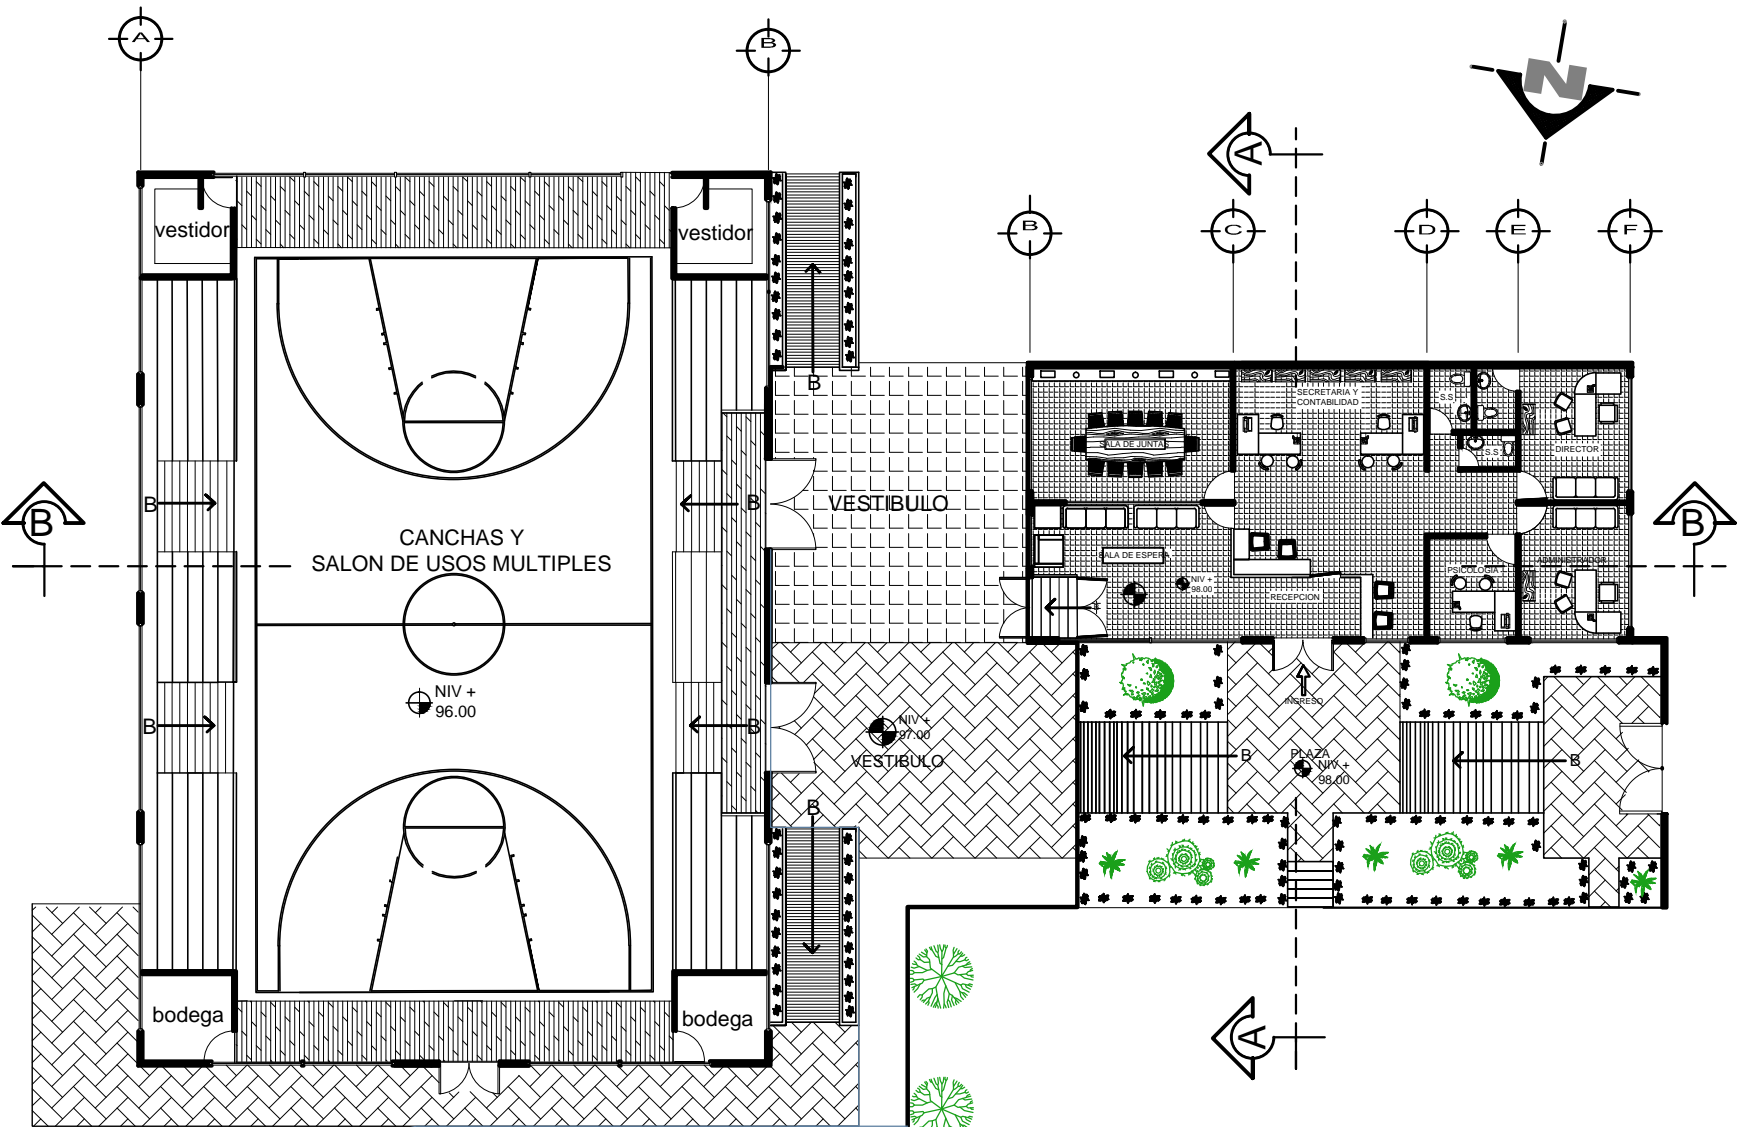 A
B
N
A
B
C
D
E
F
vestidor
vestidor
B
SECRETARIA Y
CONTABILIDAD
S.S
SALA DE JUNTAS
S.S
DIRECTOR
B
B
VESTIBULO
B
B
CANCHAS Y
SALON DE USOS MULTIPLES
SALA DE ESPERA
ADMINISTRADOR
PSICOLOGIA
NIV +
98.00
RECEPCION
B
NIV +
96.00
INGRESO
B
B
NIV +
97.00
VESTIBULO
PLAZA
NIV +
98.00
B
B
B
bodega
bodega
A